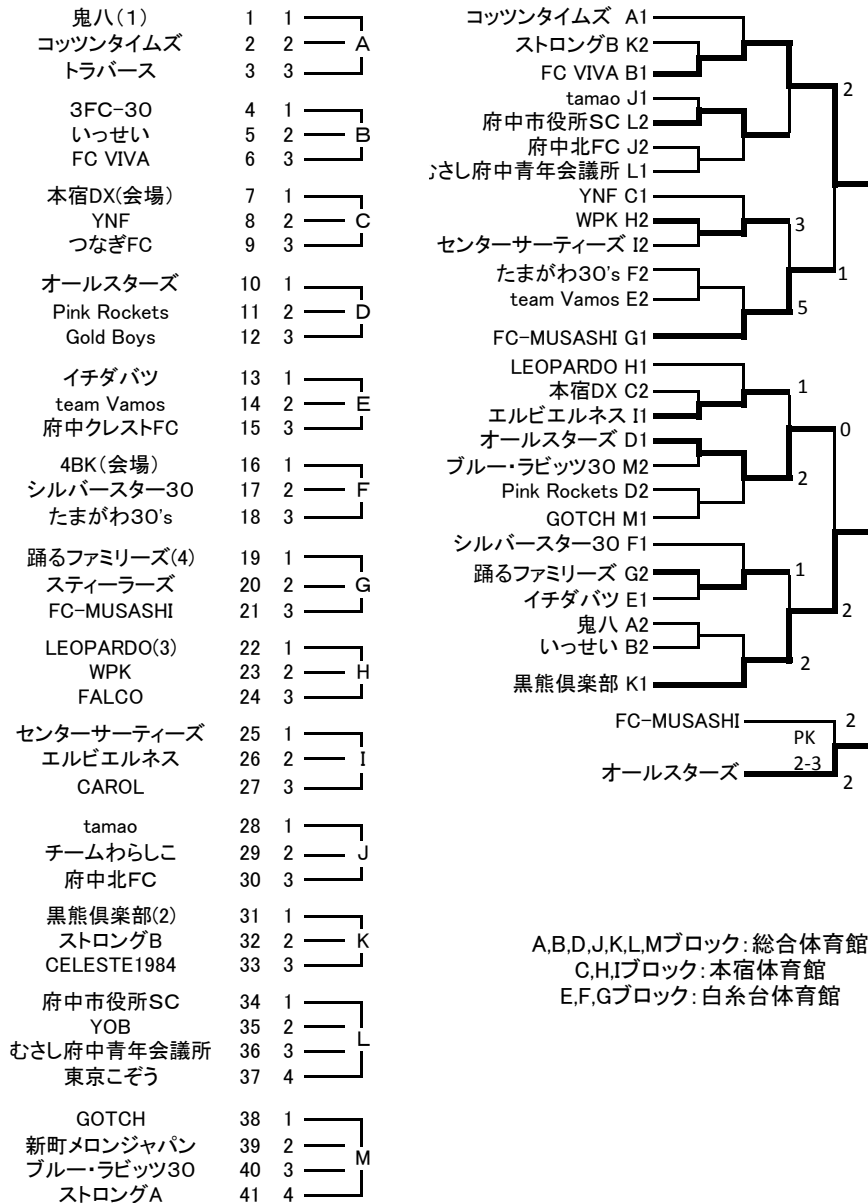 鬼八(1) 1 1
コッツンタイムズ 2 2 A
トラバース 3 3
3FC-30 4 1
いっせい 5 2 B
FC VIVA 6 3
本宿DX(会場) 7 1
YNF 8 2 C
つなぎFC 9 3
オールスターズ 10 1
Pink Rockets 11 2 D
Gold Boys 12 3
イチダバツ 13 1
team Vamos 14 2 E
府中クレストFC 15 3
4BK(会場) 16 1
シルバースター30 17 2 F
たまがわ30's 18 3
踊るファミリーズ(4) 19 1
スティーラーズ 20 2 G
FC-MUSASHI 21 3
LEOPARDO(3) 22 1
WPK 23 2 H
FALCO 24 3
センターサーティーズ 25 1
エルビエルネス 26 2 I
CAROL 27 3
tamao 28 1
チームわらしこ 29 2 J
府中北FC 30 3
黒熊倶楽部(2) 31 1
ストロングB 32 2 K
CELESTE1984 33 3
府中市役所SC 34 1
YOB 35 2
L
むさし府中青年会議所 36 3
東京こぞう 37 4
GOTCH 38 1
新町メロンジャパン 39 2
M
ブルー・ラビッツ30 40 3
ストロングA 41 4
コッツンタイムズ A1
ストロングB K2
FC VIVA B1
2
tamao J1
府中市役所SC L2
府中北FC J2
さし府中青年会議所 L1
YNF C1
WPK H2
3
センターサーティーズ I2
たまがわ30's F2
1
team Vamos E2
5
FC-MUSASHI G1
LEOPARDO H1
本宿DX C2
1
エルビエルネス I1
オールスターズ D1
0
ブルー・ラビッツ30 M2
2
Pink Rockets D2
GOTCH M1
シルバースター30 F1
踊るファミリーズ G2
1
イチダバツ E1
2
鬼八 A2
いっせい B2
2
黒熊倶楽部 K1
FC-MUSASHI 2
PK
2-3
オールスターズ 2
A,B,D,J,K,L,Mブロック:総合体育館
C,H,Iブロック:本宿体育館
E,F,Gブロック:白糸台体育館